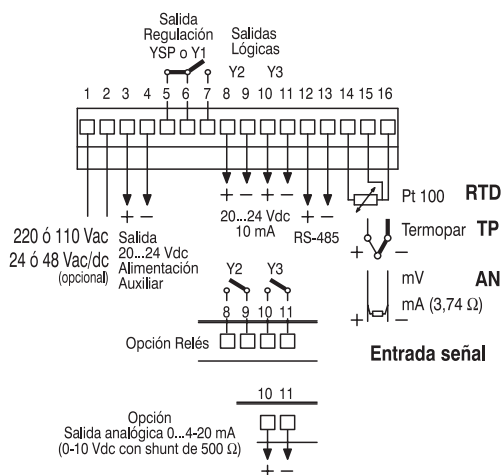 Salida
Regulación
YSP o Y1
Salidas
Lógicas
Y2 Y3
1 2 3 4 5 6 7 8 9 10 11 12 13 14 15 16
+ − + − + − + −
220 ó 110 Vac
24 ó 48 Vac/dc
(opcional)
Salida
20...24 Vdc
Alimentación
Auxiliar
20...24 Vdc
10 mA
RS-485
Pt 100 RTD
Termopar TP
+ −
mV AN
mA (3,74 Ω)
+ −
Entrada señal
Y2 Y3
8 9 10 11
Opción Relés
10 11
Opción
Salida analógica 0...4-20 mA
(0-10 Vdc con shunt de 500 Ω)
+ −